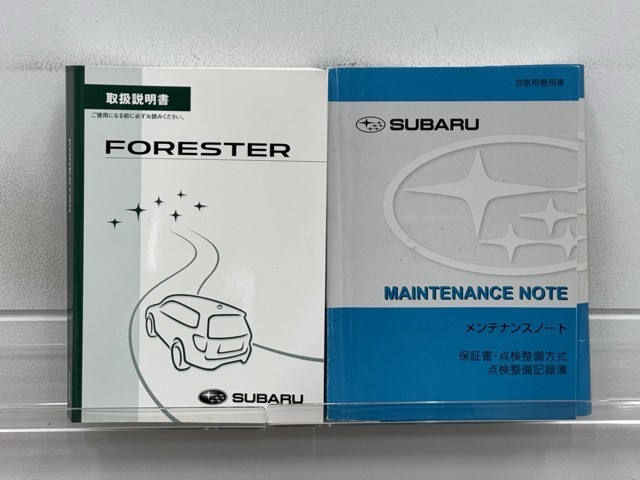 取扱説明書
ご使用になる前に必ずお読みください。
FORESTER
SUBARU
自家用乗用車
SUBARU
MAINTENANCE NOTE
メンテナンスノート
保証書・点検整備方式
点検整備記録簿